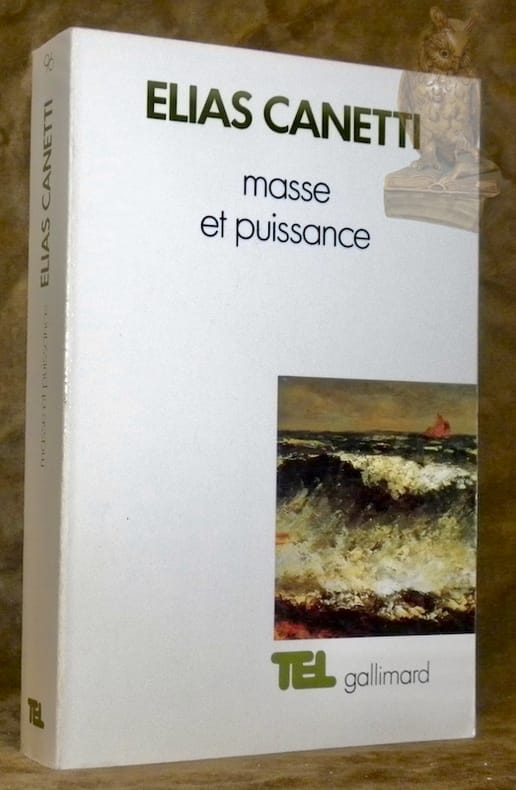 ELIAS CANETTI
masse
et puissance
TEL gallimard
masse et puissance ELIAS CANETTI
TEL